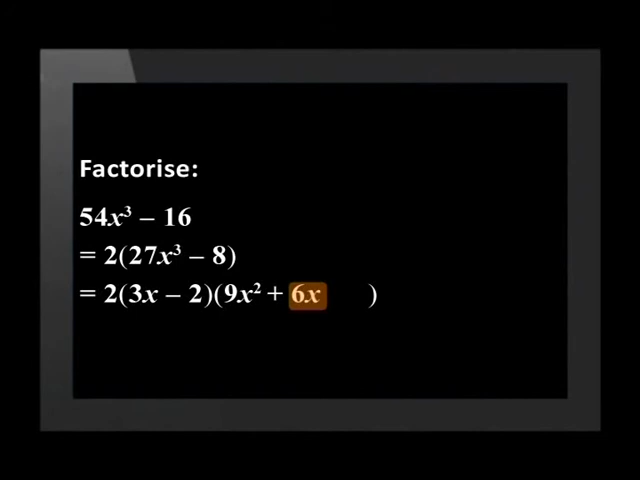 Factorise:
54x³ – 16
= 2(27x³ – 8)
= 2(3x – 2)(9x² + 6x )